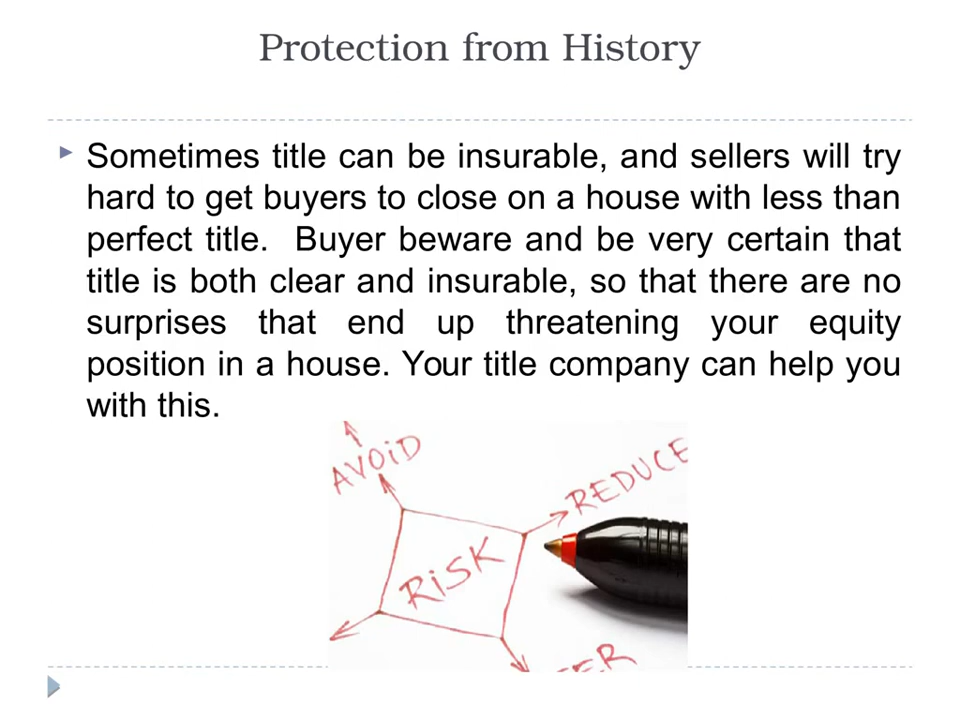 Protection from History
Sometimes title can be insurable, and sellers will try
hard to get buyers to close on a house with less than
perfect title.  Buyer beware and be very certain that
title is both clear and insurable, so that there are no
surprises that end up threatening your equity
position in a house. Your title company can help you
with this.
AVOiD
REDUCE
RiSK